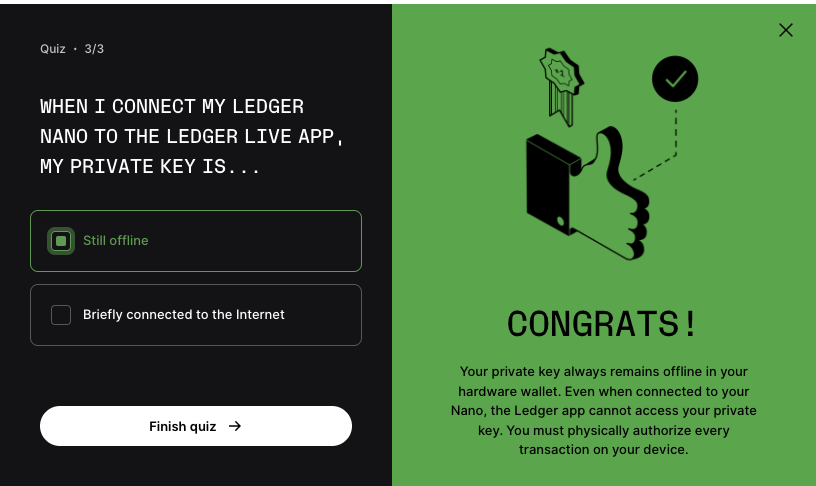 Quiz • 3/3
WHEN I CONNECT MY LEDGER
NANO TO THE LEDGER LIVE APP,
MY PRIVATE KEY IS...
Still offline
Briefly connected to the Internet
Finish quiz →
CONGRATS!
Your private key always remains offline in your
hardware wallet. Even when connected to your
Nano, the Ledger app cannot access your private
key. You must physically authorize every
transaction on your device.